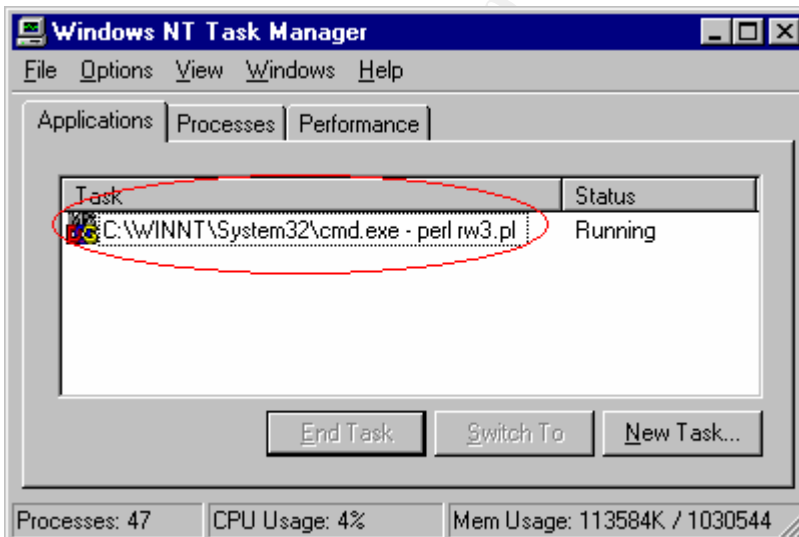 Windows NT Task Manager
File Options View Windows Help
Applications Processes Performance
Task Status
C:\WINNT\System32\cmd.exe - perl rw3.pl Running
End Task Switch To New Task...
Processes: 47 CPU Usage: 4% Mem Usage: 113584K / 1030544